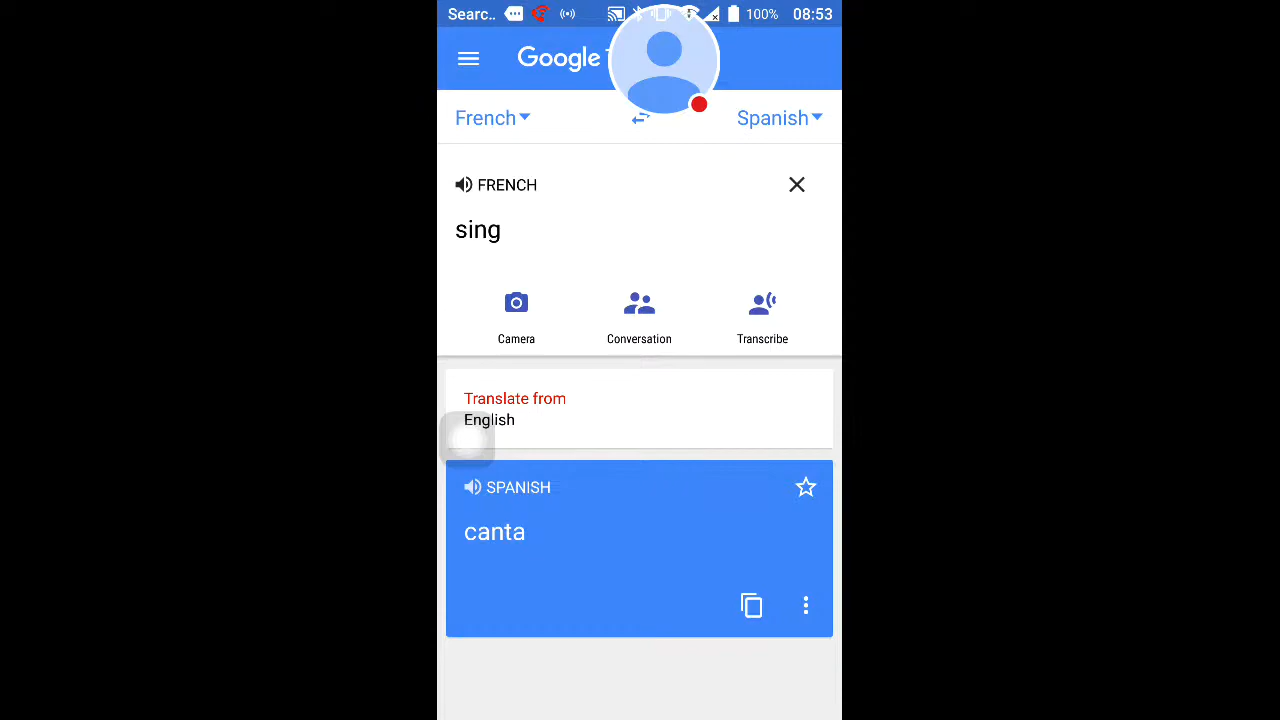 Searc.. 100% 08:53
Google
French Spanish
FRENCH
sing
Camera Conversation Transcribe
Translate from
English
SPANISH
canta